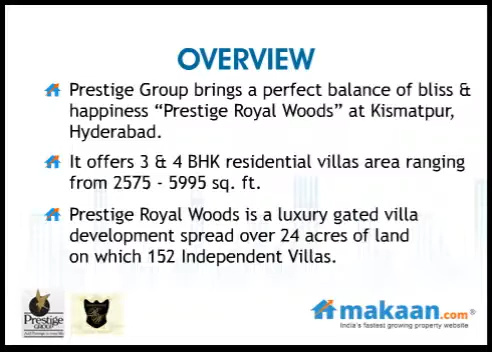 OVERVIEW
Prestige Group brings a perfect balance of bliss &
happiness “Prestige Royal Woods” at Kismatpur,
Hyderabad.
It offers 3 & 4 BHK residential villas area ranging
from 2575 - 5995 sq. ft.
Prestige Royal Woods is a luxury gated villa
development spread over 24 acres of land
on which 152 Independent Villas.
Prestige
GROUP
makaan.com®
India's fastest growing property website